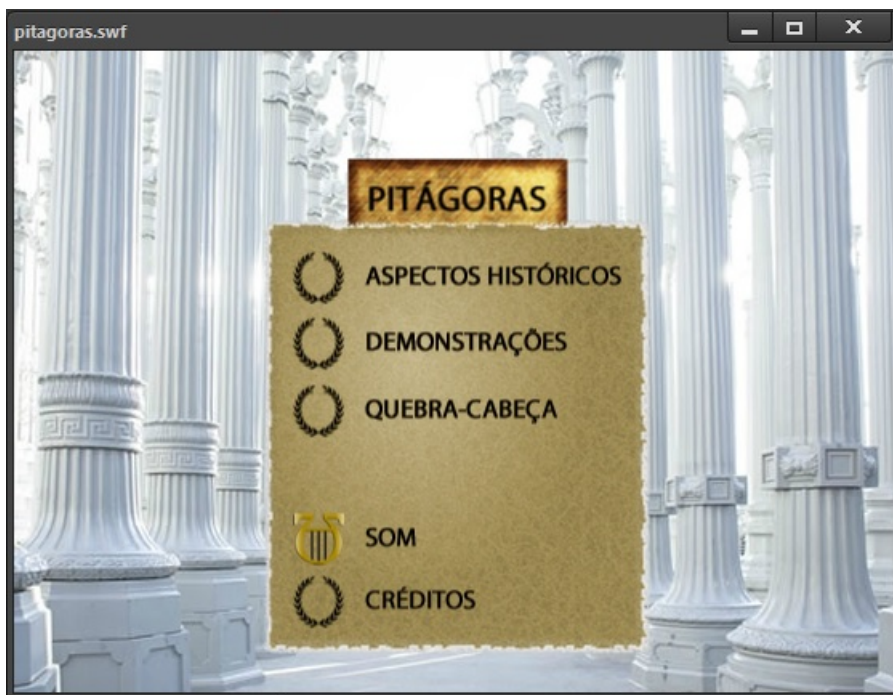 pitagoras.swf
PITÁGORAS
ASPECTOS HISTÓRICOS
DEMONSTRAÇÕES
QUEBRA-CABEÇA
SOM
CRÉDITOS